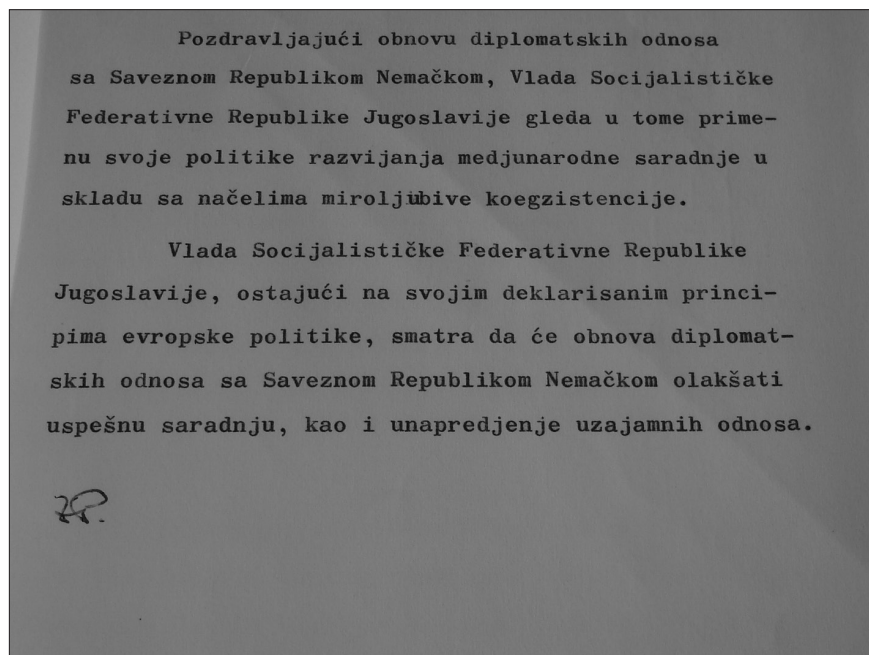 Pozdravljajući obnovu diplomatskih odnosa
sa Saveznom Republikom Nemačkom, Vlada Socijalističke
Federativne Republike Jugoslavije gleda u tome prime-
nu svoje politike razvijanja medjunarodne saradnje u
skladu sa načelima miroljubive koegzistencije.
Vlada Socijalističke Federativne Republike
Jugoslavije, ostajući na svojim deklarisanim princi-
pima evropske politike, smatra da će obnova diplomat-
skih odnosa sa Saveznom Republikom Nemačkom olakšati
uspešnu saradnju, kao i unapredjenje uzajamnih odnosa.